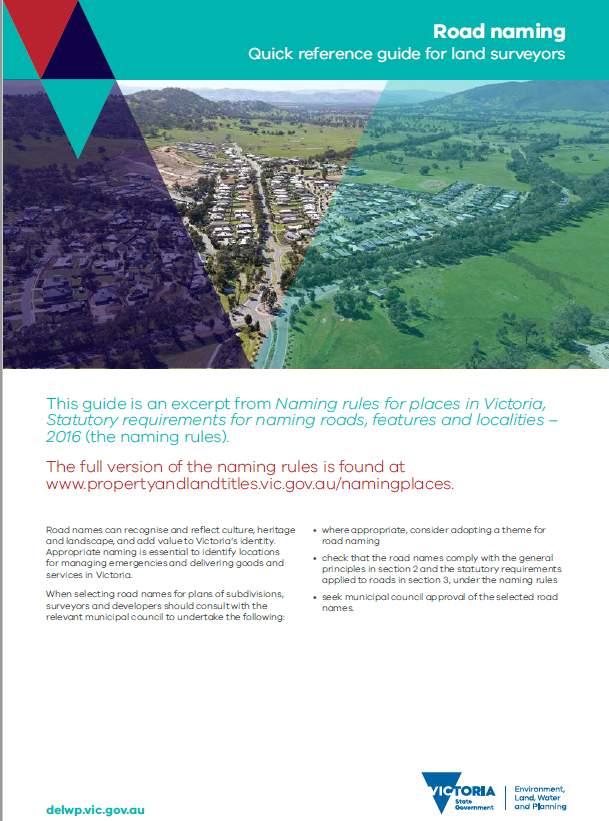 Road naming
Quick reference guide for land surveyors
This guide is an excerpt from Naming rules for places in Victoria,
Statutory requirements for naming roads, features and localities –
2016 (the naming rules).
The full version of the naming rules is found at
www.propertyandlandtitles.vic.gov.au/namingplaces.
Road names can recognise and reflect culture, heritage
and landscape, and add value to Victoria's identity.
Appropriate naming is essential to identify locations
for managing emergencies and delivering goods and
services in Victoria.
When selecting road names for plans of subdivisions,
surveyors and developers should consult with the
relevant municipal council to undertake the following:
• where appropriate, consider adopting a theme for
road naming
• check that the road names comply with the general
principles in section 2 and the statutory requirements
applied to roads in section 3, under the naming rules
• seek municipal council approval of the selected road
names.
delwp.vic.gov.au
VICTORIA
State
Government
Environment,
Land, Water
and Planning